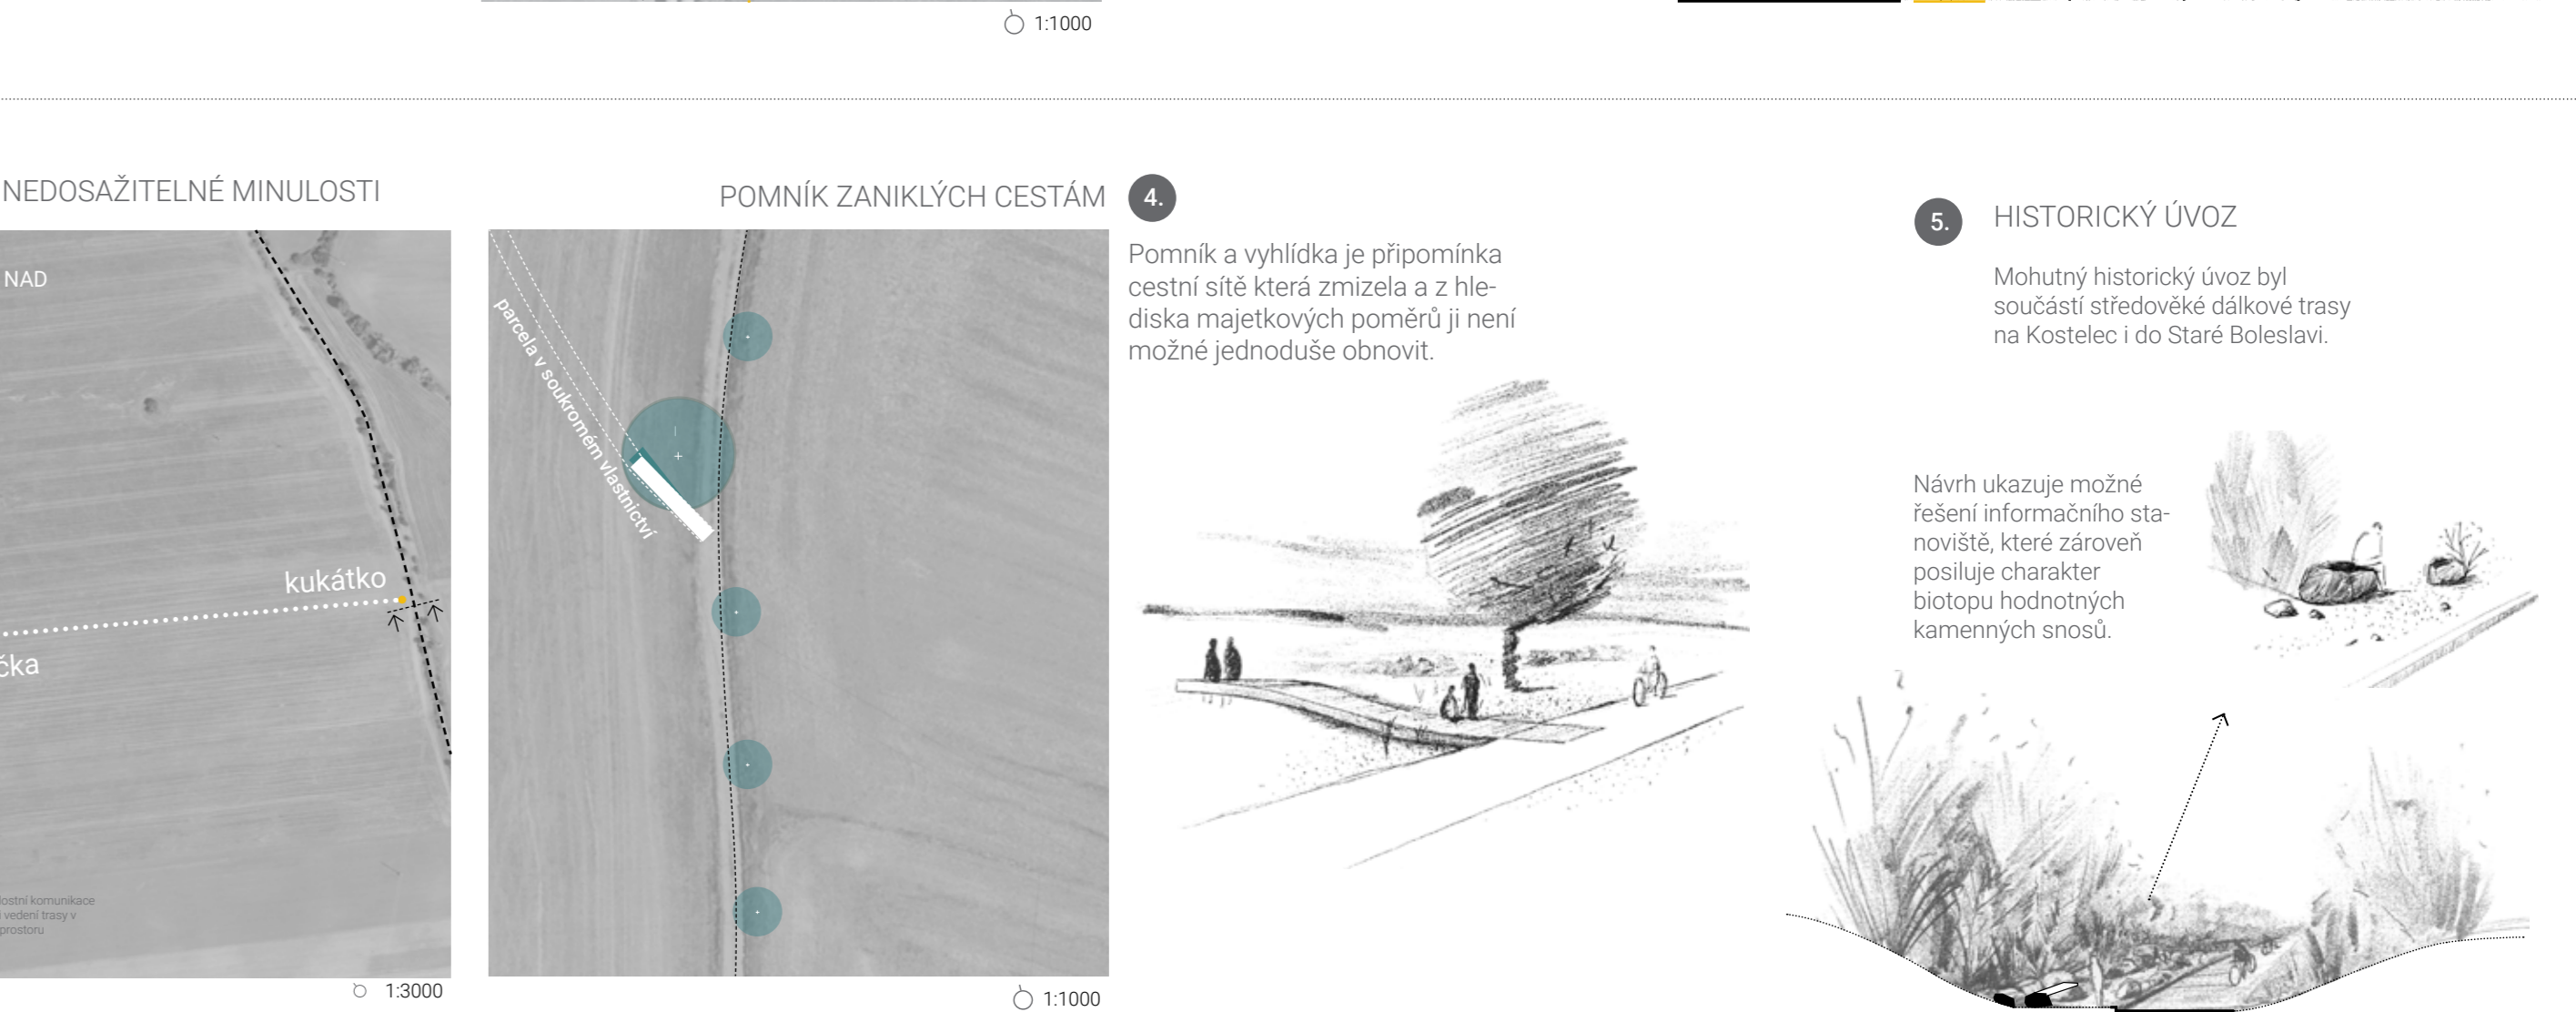 1:1000
NEDOSAŽITELNÉ MINULOSTI
NAD
kukátko
čka
lostní komunikace
i vedení trasy v
prostoru
1:3000
POMNÍK ZANIKLÝCH CESTÁM
parcela v soukromém vlastnictví
1:1000
4.
Pomník a vyhlídka je připomínka
cestní sítě která zmizela a z hle-
diska majetkových poměrů ji není
možné jednoduše obnovit.
5.
HISTORICKÝ ÚVOZ
Mohutný historický úvoz byl
součástí středověké dálkové trasy
na Kostelec i do Staré Boleslavi.
Návrh ukazuje možné
řešení informačního sta-
noviště, které zároveň
posiluje charakter
biotopu hodnotných
kamenných snosů.